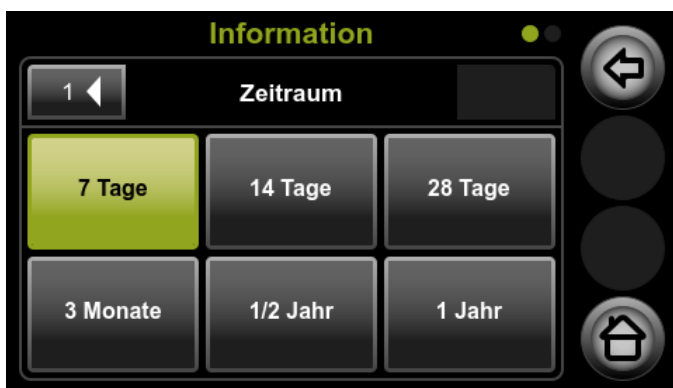 Information
1
Zeitraum
7 Tage
14 Tage
28 Tage
3 Monate
1/2 Jahr
1 Jahr